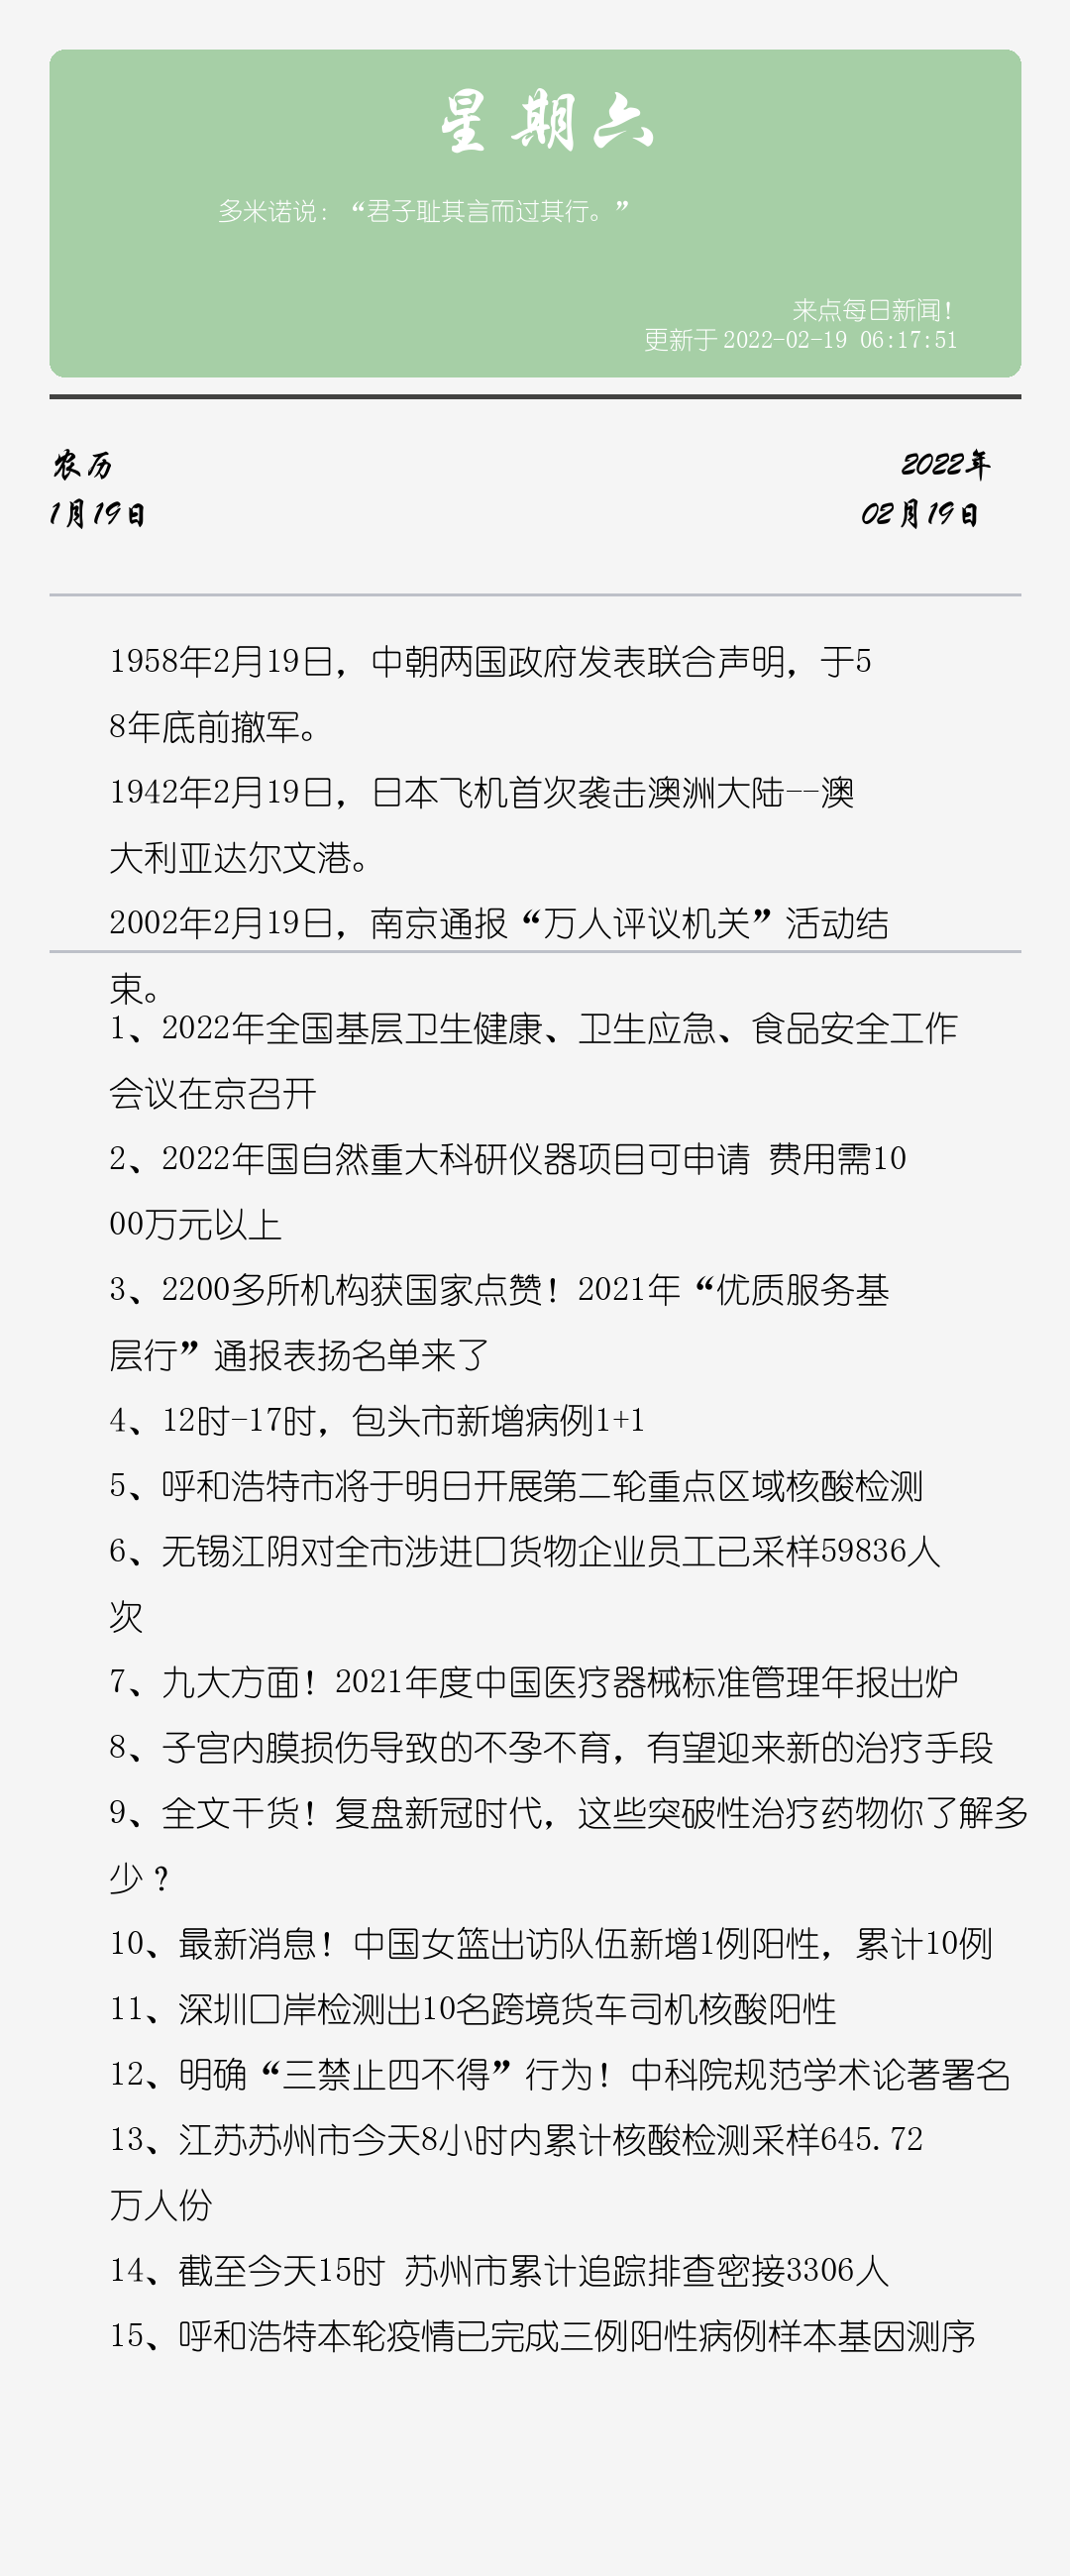 星期六
多米诺说：“君子耻其言而过其行。”
来点每日新闻！
更新于 2022-02-19 06:17:51
农历
1月19日
2022年
02月19日
1958年2月19日，中朝两国政府发表联合声明，于5
8年底前撤军。
1942年2月19日，日本飞机首次袭击澳洲大陆--澳
大利亚达尔文港。
2002年2月19日，南京通报“万人评议机关”活动结
束。
1、2022年全国基层卫生健康、卫生应急、食品安全工作
会议在京召开
2、2022年国自然重大科研仪器项目可申请 费用需10
00万元以上
3、2200多所机构获国家点赞！2021年“优质服务基
层行”通报表扬名单来了
4、12时-17时，包头市新增病例1+1
5、呼和浩特市将于明日开展第二轮重点区域核酸检测
6、无锡江阴对全市涉进口货物企业员工已采样59836人
次
7、九大方面！2021年度中国医疗器械标准管理年报出炉
8、子宫内膜损伤导致的不孕不育，有望迎来新的治疗手段
9、全文干货！复盘新冠时代，这些突破性治疗药物你了解多
少？
10、最新消息！中国女篮出访队伍新增1例阳性，累计10例
11、深圳口岸检测出10名跨境货车司机核酸阳性
12、明确“三禁止四不得”行为！中科院规范学术论著署名
13、江苏苏州市今天8小时内累计核酸检测采样645.72
万人份
14、截至今天15时 苏州市累计追踪排查密接3306人
15、呼和浩特本轮疫情已完成三例阳性病例样本基因测序